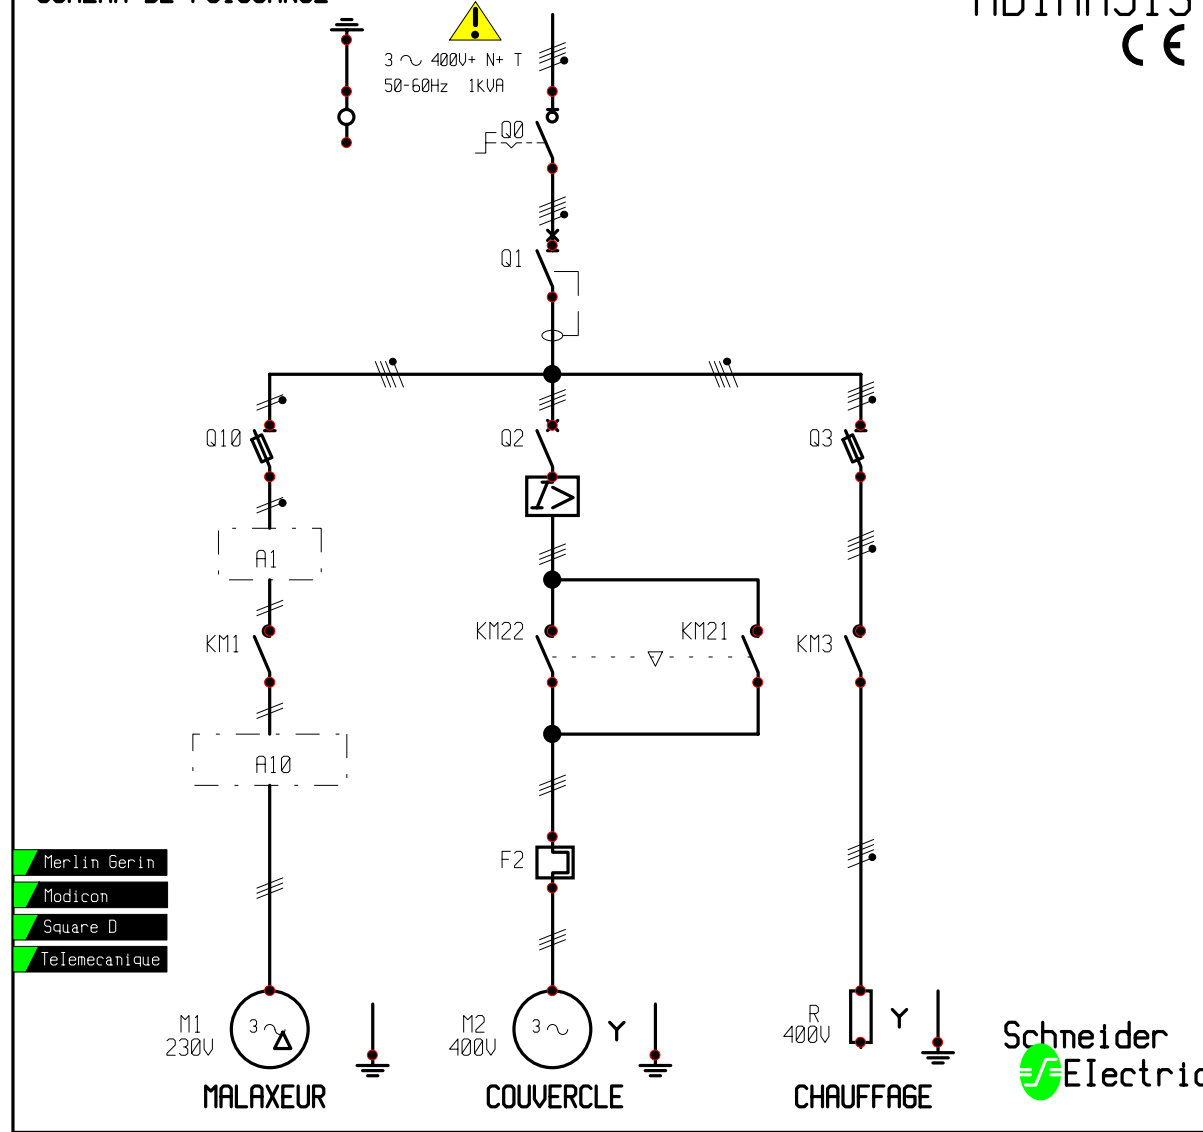 3 ~ 400V+ N+ T
50-60Hz 1KVA
Q0
Q1
Q10
Q2
Q3
A1
KM1
KM22
KM21
KM3
A10
F2
Merlin Gerin
Modicon
Square D
Telemecanique
M1
230V
3 ~
M2
400V
3 ~
Y
R
400V
Y
MALAXEUR
COUVERCLE
CHAUFFAGE
Schneider
Electric
CE